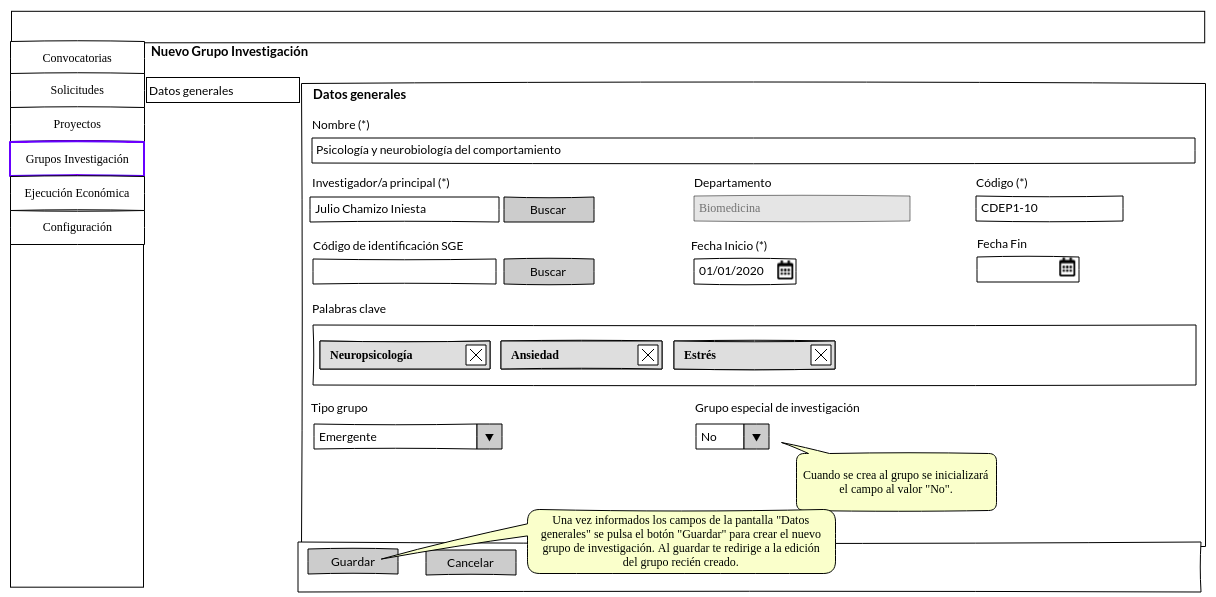 Convocatorias
Solicitudes
Proyectos
Grupos Investigación
Ejecución Económica
Configuración
Nuevo Grupo Investigación
Datos generales
Datos generales
Nombre (*)
Psicología y neurobiología del comportamiento
Investigador/a principal (*)
Departamento
Código (*)
Julio Chamizo Iniesta
Buscar
Biomedicina
CDEP1-10
Código de identificación SGE
Fecha Inicio (*)
Fecha Fin
Buscar
01/01/2020
Palabras clave
Neuropsicología
Ansiedad
Estrés
Tipo grupo
Grupo especial de investigación
Emergente
No
Cuando se crea al grupo se inicializará
el campo al valor "No".
Una vez informados los campos de la pantalla "Datos
generales" se pulsa el botón "Guardar" para crear el nuevo
grupo de investigación. Al guardar te redirige a la edición
del grupo recién creado.
Guardar
Cancelar